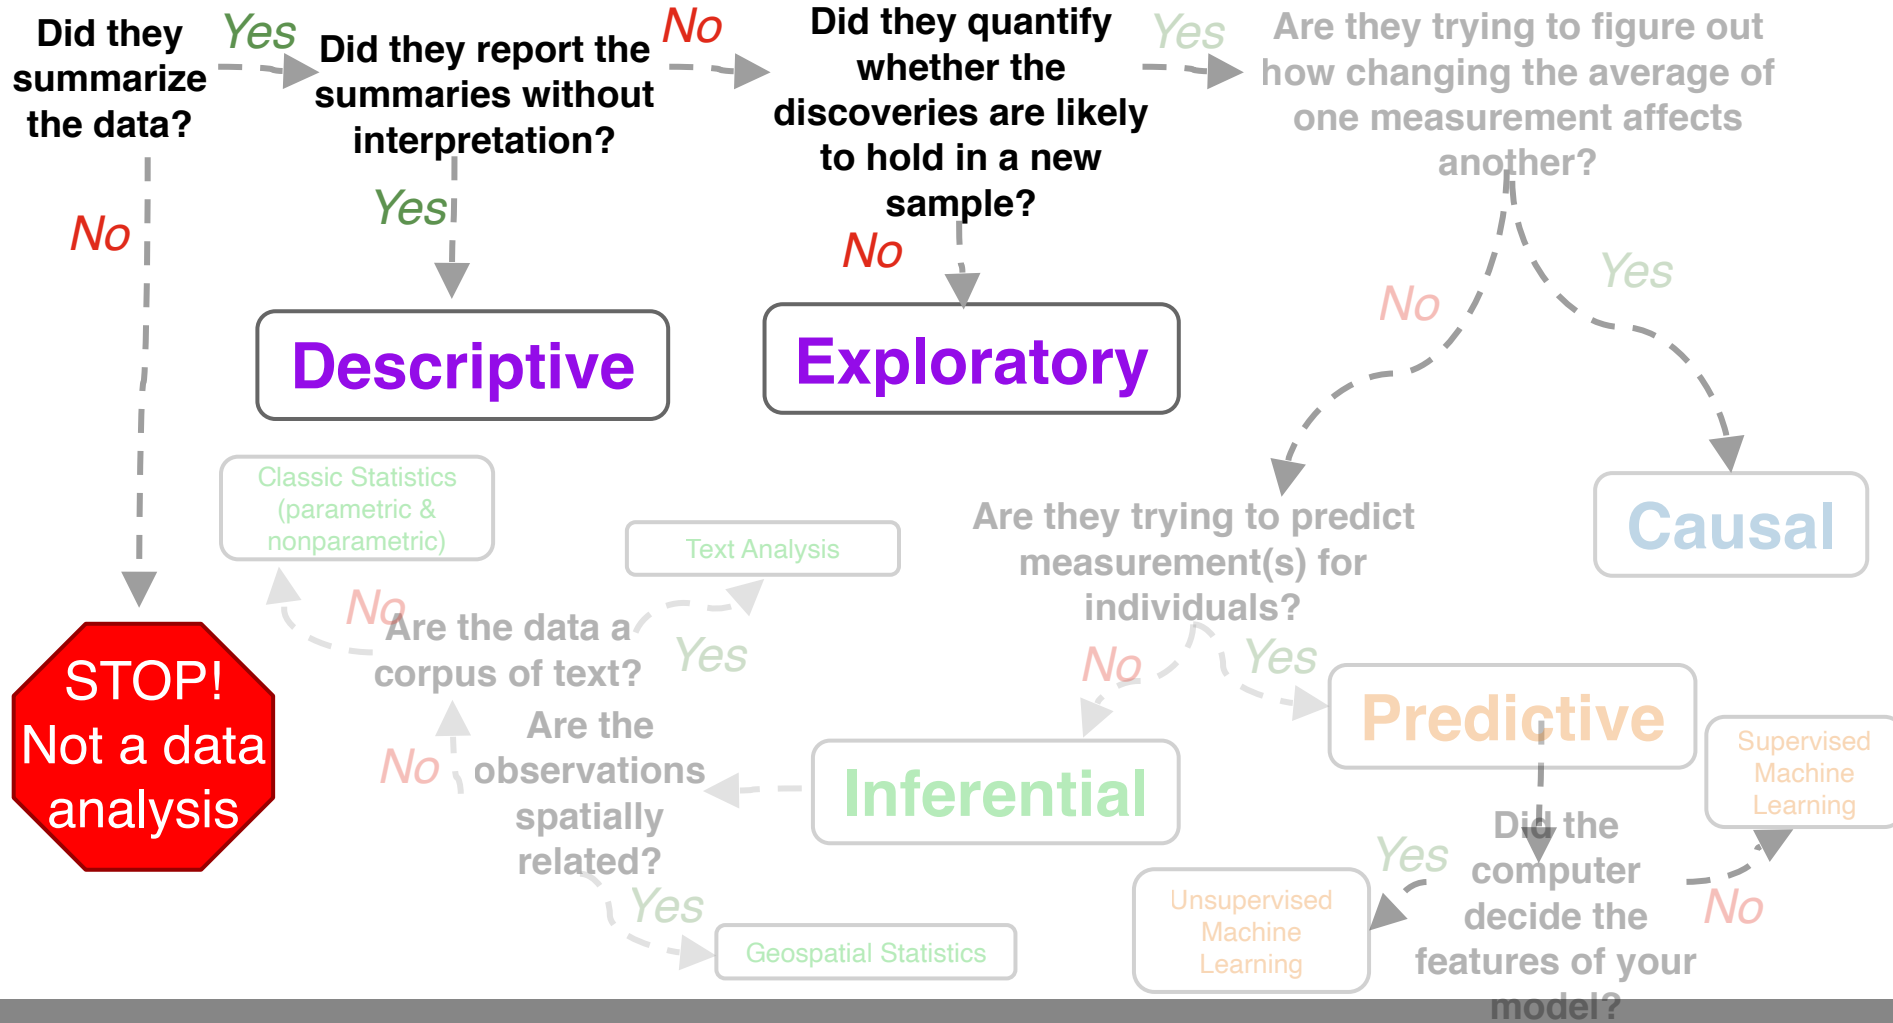 Did they
summarize
the data?
Yes
No
Did they report the
summaries without
interpretation?
Yes
No
Did they quantify
whether the
discoveries are likely
to hold in a new
sample?
No
Yes
Are they trying to figure out
how changing the average of
one measurement affects
another?
No
Yes
Descriptive
Exploratory
Causal
Classic Statistics
(parametric &
nonparametric)
Text Analysis
Are they trying to predict
measurement(s) for
individuals?
No
Yes
No
Are the data a
corpus of text?
Yes
STOP!
Not a data
analysis
No
Are the
observations
spatially
related?
Yes
Inferential
Predictive
Supervised
Machine
Learning
Did the
computer
decide the
features of your
model?
Yes
No
Unsupervised
Machine
Learning
Geospatial Statistics